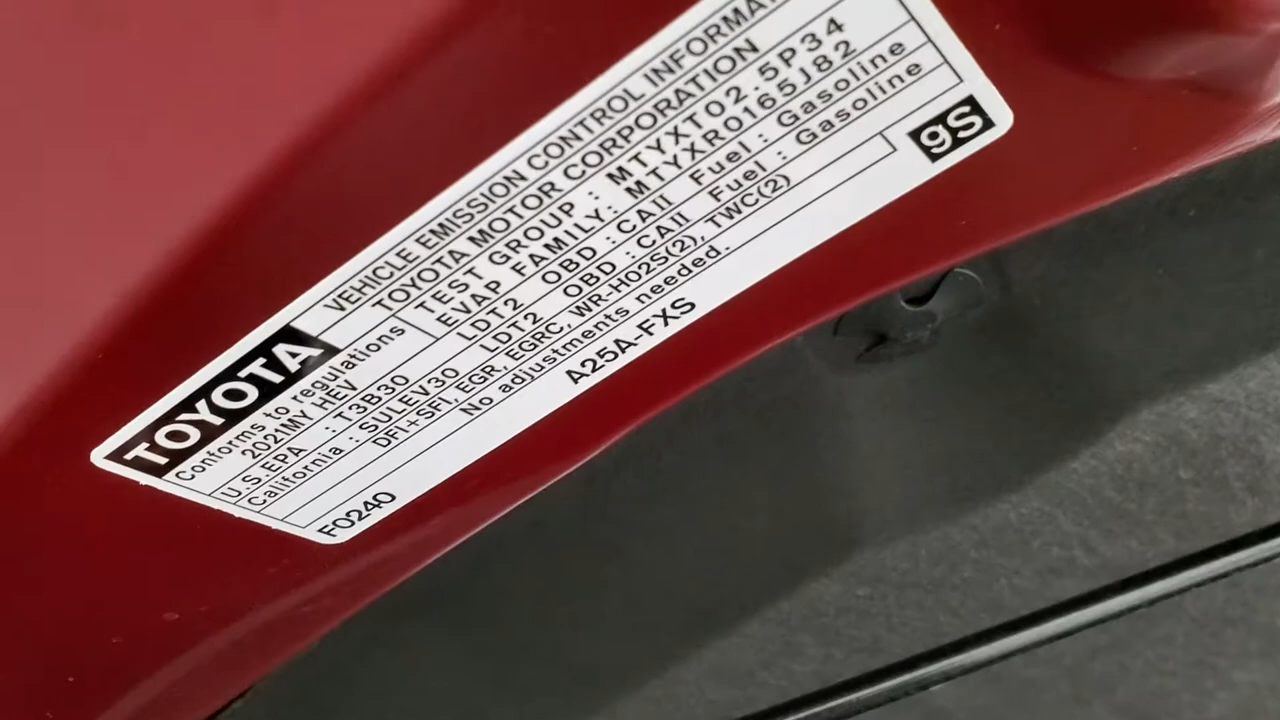 TOYOTA
VEHICLE EMISSION CONTROL
TOYOTA MOTOR CORPORATION
Conforms to regulations
2021MY HEV
TEST GROUP : MTYXT02.5P34
EVAP FAMILY: MTYXR0165J82
U.S.EPA : T3B30 LDT2 OBD : CAII Fuel : Gasoline
California : SULEV30 LDT2 OBD : CAII Fuel : Gasoline
DFI+SFI, EGR, EGRC, WR-HO2S(2), TWC(2)
No adjustments needed.
F0240
A25A-FXS
gS